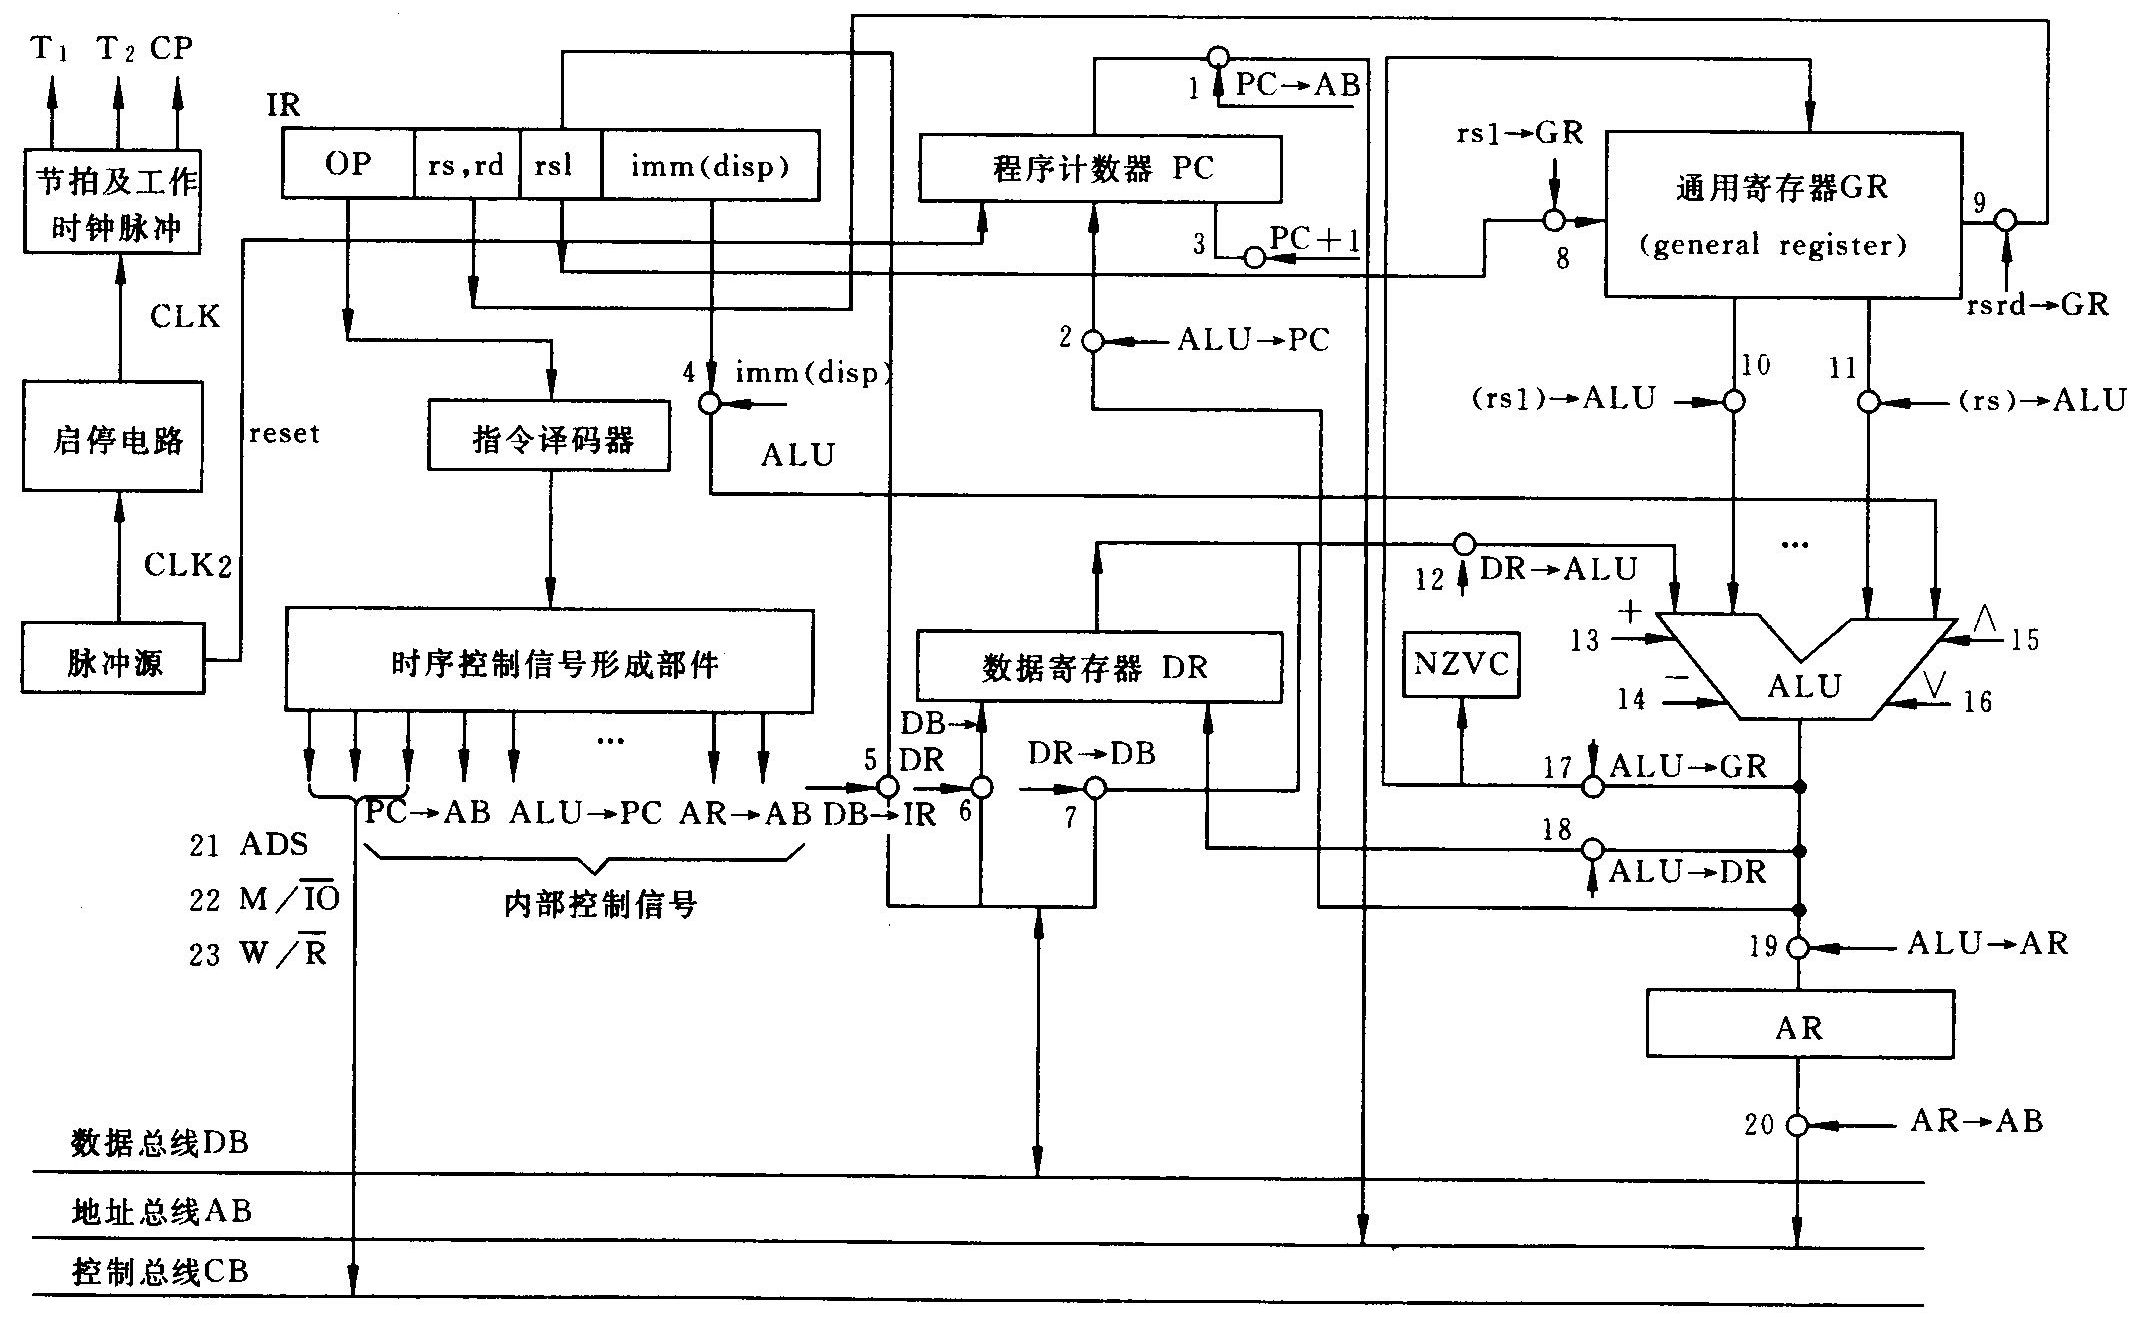 T₁ T₂ CP
IR
OP rs,rd rsl imm(disp)
节拍及工作
时钟脉冲
CLK
启停电路
reset
CLK2
脉冲源
指令译码器
4 imm(disp)
ALU
时序控制信号形成部件
...
PC→AB ALU→PC AR→AB DB→IR
内部控制信号
21 ADS
22 M/I̅O̅
23 W/R̅
1 PC→AB
程序计数器 PC
3 PC+1
2 ALU→PC
rs1→GR
8
通用寄存器GR
(general register)
9
rsrd→GR
10
11
(rs1)→ALU
(rs)→ALU
...
12 DR→ALU
数据寄存器 DR
DB→
DR
5
6
DR→DB
7
NZVC
+
13
−
14
ALU
∧
15
∨
16
17 ALU→GR
18
ALU→DR
19 ALU→AR
AR
20 AR→AB
数据总线DB
地址总线AB
控制总线CB